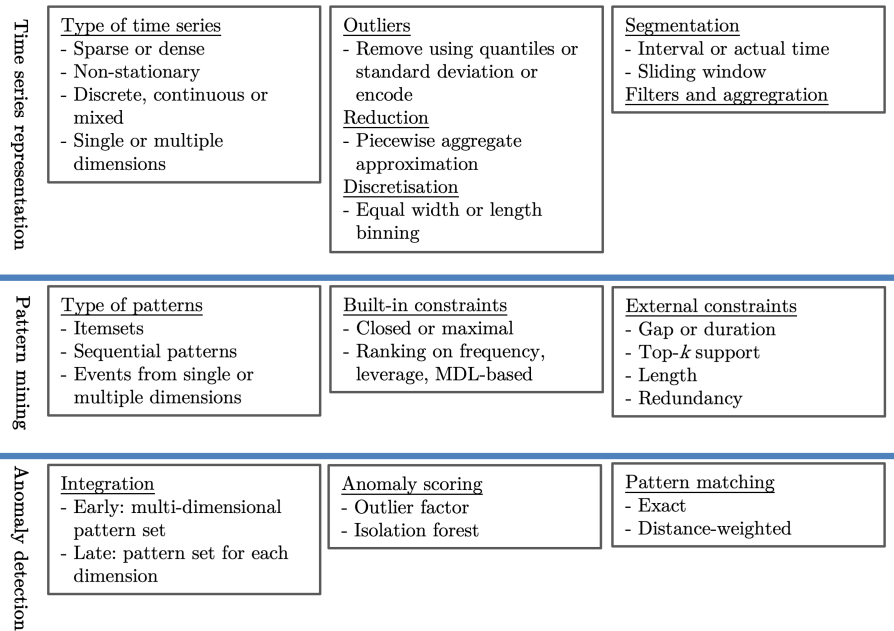 Time series representation
Type of time series
- Sparse or dense
- Non-stationary
- Discrete, continuous or
mixed
- Single or multiple
dimensions
Outliers
- Remove using quantiles or
standard deviation or
encode
Reduction
- Piecewise aggregate
approximation
Discretisation
- Equal width or length
binning
Segmentation
- Interval or actual time
- Sliding window
Filters and aggregration
Pattern mining
Type of patterns
- Itemsets
- Sequential patterns
- Events from single or
multiple dimensions
Built-in constraints
- Closed or maximal
- Ranking on frequency,
leverage, MDL-based
External constraints
- Gap or duration
- Top-k support
- Length
- Redundancy
Anomaly detection
Integration
- Early: multi-dimensional
pattern set
- Late: pattern set for each
dimension
Anomaly scoring
- Outlier factor
- Isolation forest
Pattern matching
- Exact
- Distance-weighted